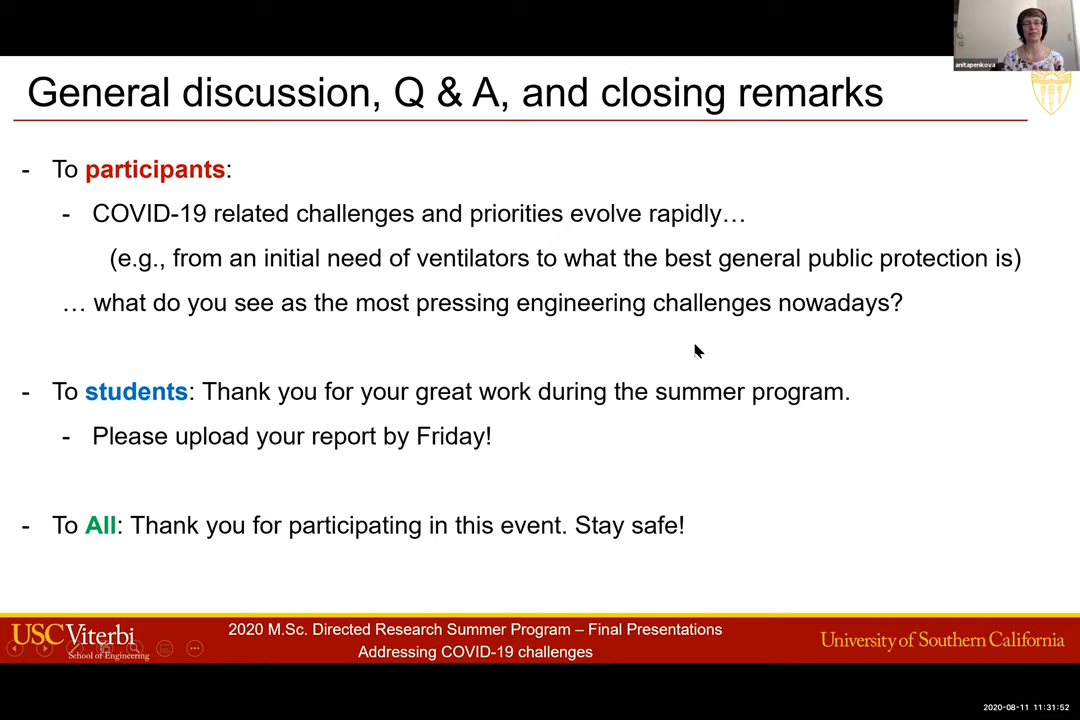 anitapenkova
General discussion, Q & A, and closing remarks
- To participants:
- COVID-19 related challenges and priorities evolve rapidly…
(e.g., from an initial need of ventilators to what the best general public protection is)
… what do you see as the most pressing engineering challenges nowadays?
- To students: Thank you for your great work during the summer program.
- Please upload your report by Friday!
- To All: Thank you for participating in this event. Stay safe!
USC Viterbi
School of Engineering
2020 M.Sc. Directed Research Summer Program – Final Presentations
Addressing COVID-19 challenges
University of Southern California
2020-08-11 11:31:52